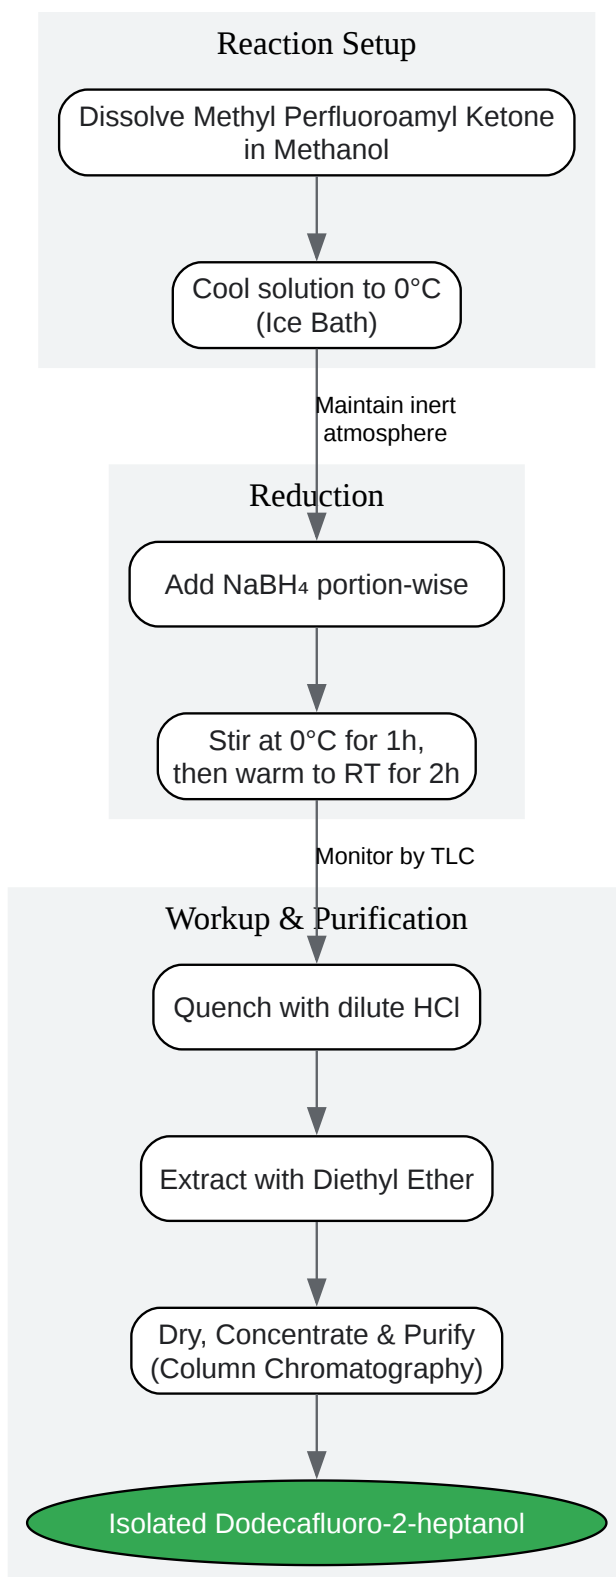 Reaction Setup
Dissolve Methyl Perfluoroamyl Ketone
in Methanol
Cool solution to 0°C
(Ice Bath)
Maintain inert
atmosphere
Reduction
Add NaBH₄ portion-wise
Stir at 0°C for 1h,
then warm to RT for 2h
Monitor by TLC
Workup & Purification
Quench with dilute HCl
Extract with Diethyl Ether
Dry, Concentrate & Purify
(Column Chromatography)
Isolated Dodecafluoro-2-heptanol